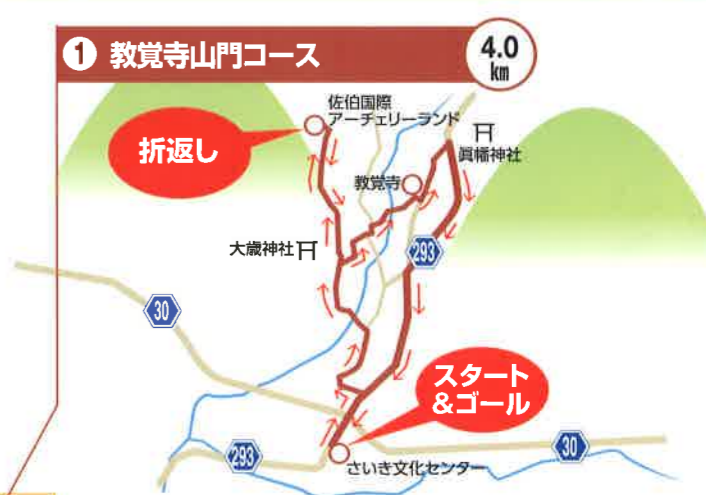 ① 教覚寺山門コース
4.0
km
佐伯国際
アーチェリーランド
折返し
眞幡神社
教覚寺
大歳神社
293
30
スタート
&ゴール
293
さいき文化センター
30